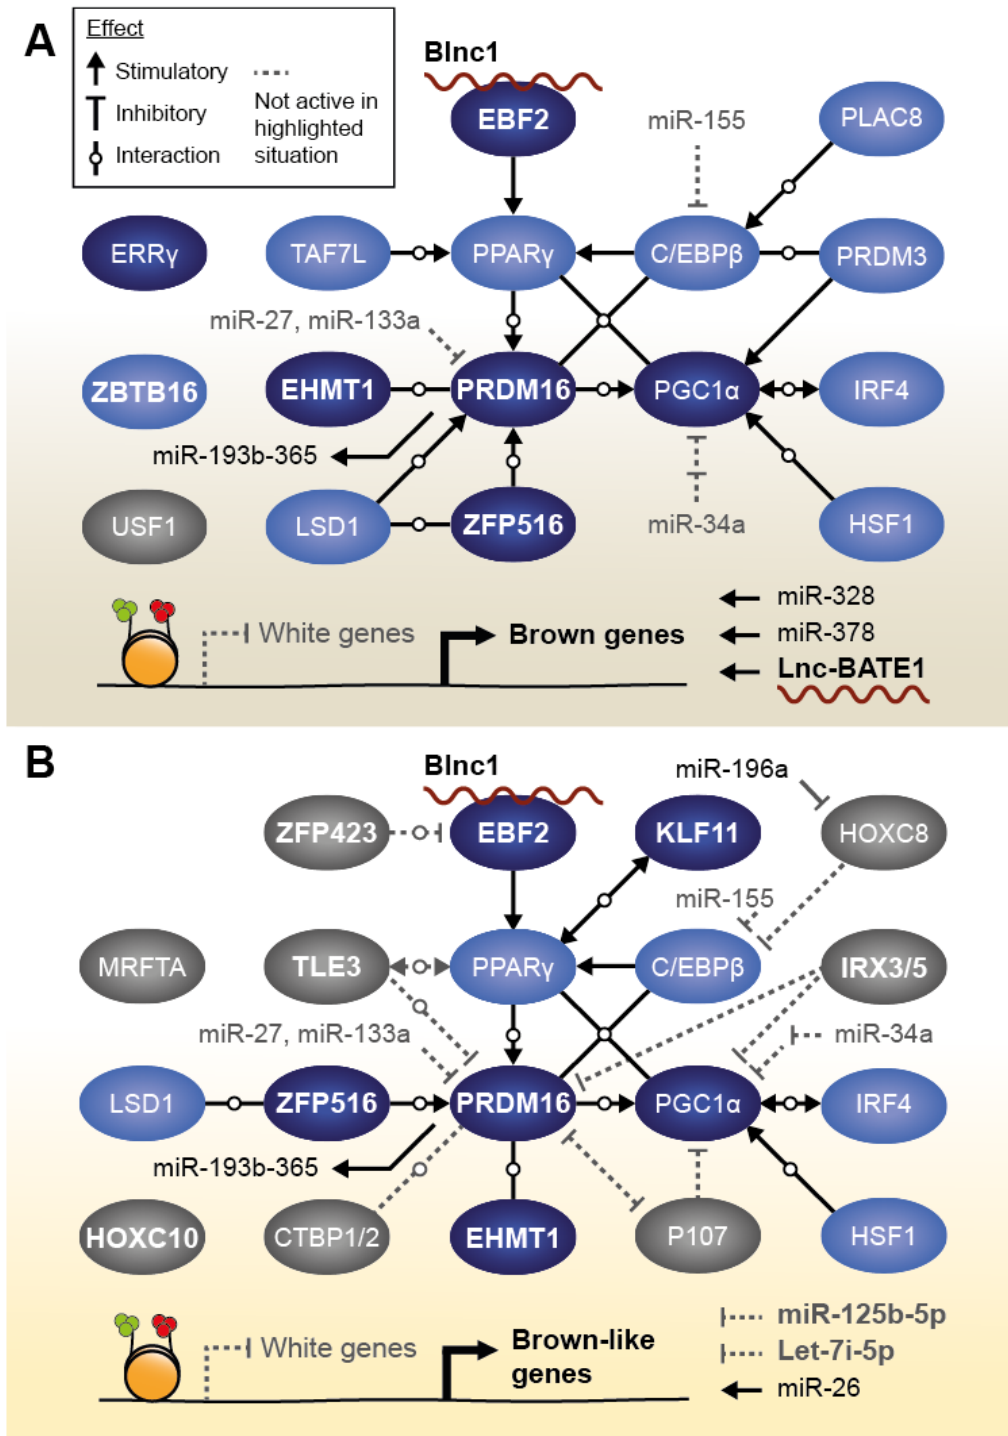 A
Effect
Stimulatory
Inhibitory
Interaction
Not active in
highlighted
situation
Blnc1
EBF2
miR-155
PLAC8
ERRγ
TAF7L
PPARγ
C/EBPβ
PRDM3
miR-27, miR-133a
ZBTB16
EHMT1
PRDM16
PGC1α
IRF4
miR-193b-365
USF1
LSD1
ZFP516
miR-34a
HSF1
White genes
Brown genes
miR-328
miR-378
Lnc-BATE1
B
Blnc1
miR-196a
ZFP423
EBF2
KLF11
HOXC8
miR-155
MRFTA
TLE3
PPARγ
C/EBPβ
IRX3/5
miR-27, miR-133a
miR-34a
LSD1
ZFP516
PRDM16
PGC1α
IRF4
miR-193b-365
HOXC10
CTBP1/2
EHMT1
P107
HSF1
White genes
Brown-like
genes
miR-125b-5p
Let-7i-5p
miR-26